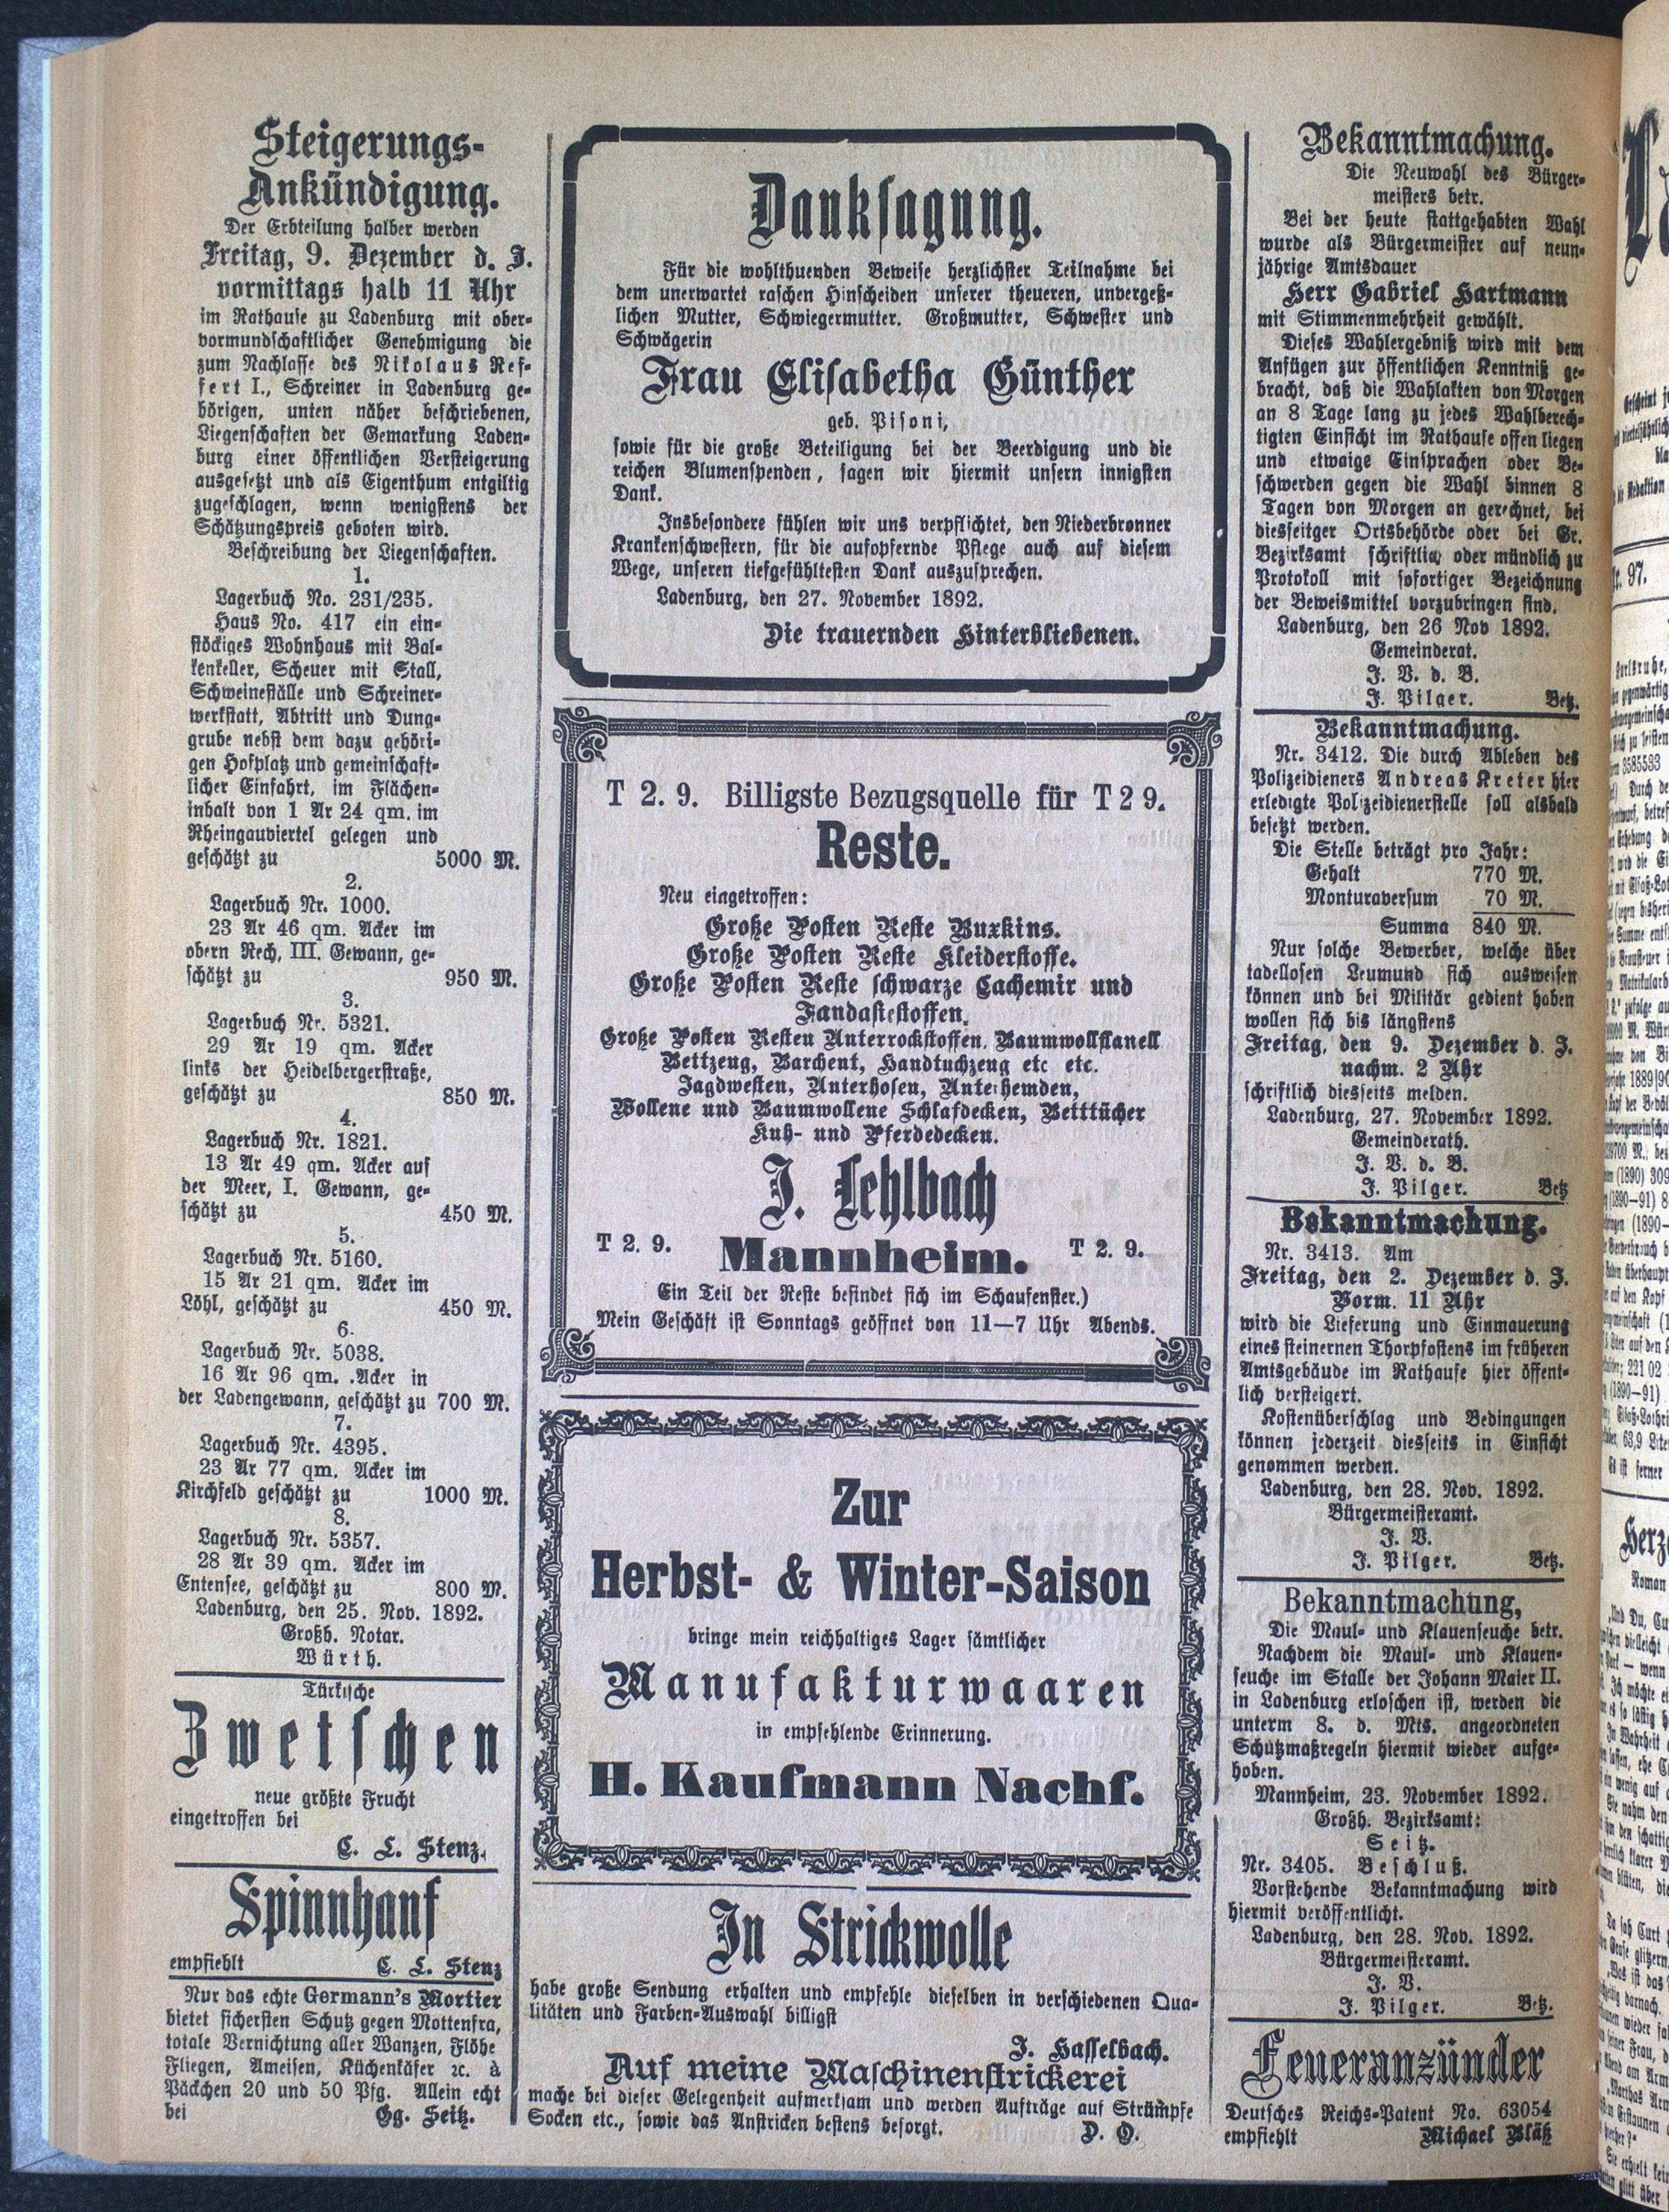 Steigerungs-
Ankündigung.
Der Erbteilung halber werden
Freitag, 9. Dezember d. J.
vormittags halb 11 Uhr
im Rathause zu Ladenburg mit ober-
vormundschaftlicher Genehmigung die
zum Nachlasse des Nikolaus Ref-
fert I., Schreiner in Ladenburg ge-
hörigen, unten näher beschriebenen,
Liegenschaften der Gemarkung Laden-
burg einer öffentlichen Versteigerung
ausgesetzt und als Eigenthum entgiltig
zugeschlagen, wenn wenigstens der
Schätzungspreis geboten wird.
Beschreibung der Liegenschaften.
1.
Lagerbuch No. 231/235.
Haus No. 417 ein ein-
stöckiges Wohnhaus mit Bal-
kenkeller, Scheuer mit Stall,
Schweineställe und Schreiner-
werkstatt, Abtritt und Dung-
grube nebst dem dazu gehöri-
gen Hofplatz und gemeinschaft-
licher Einfahrt, im Flächen-
inhalt von 1 Ar 24 qm. im
Rheingauviertel gelegen und
geschätzt zu 5000 M.
2.
Lagerbuch Nr. 1000.
23 Ar 46 qm. Acker im
obern Rech, III. Gewann, ge-
schätzt zu 950 M.
3.
Lagerbuch Nr. 5321.
29 Ar 19 qm. Acker
links der Heidelbergerstraße,
geschätzt zu 850 M.
4.
Lagerbuch Nr. 1821.
13 Ar 49 qm. Acker auf
der Meer, I. Gewann, ge-
schätzt zu 450 M.
5.
Lagerbuch Nr. 5160.
15 Ar 21 qm. Acker im
Löhl, geschätzt zu 450 M.
6.
Lagerbuch Nr. 5038.
16 Ar 96 qm. .Acker in
der Ladengewann, geschätzt zu 700 M.
7.
Lagerbuch Nr. 4395.
23 Ar 77 qm. Acker im
Kirchfeld geschätzt zu 1000 M.
8.
Lagerbuch Nr. 5357.
28 Ar 39 qm. Acker im
Entensee, geschätzt zu 800 M.
Ladenburg, den 25. Nov. 1892.
Großh. Notar.
Würth.
Türkische
Zwetschen
neue größte Frucht
eingetroffen bei
C. L. Stenz.
Spinnhanf
empfiehlt C. L. Stenz
Nur das echte Germann's Mortier
bietet sichersten Schutz gegen Mottenfra,
totale Vernichtung aller Wanzen, Flöhe
Fliegen, Ameisen, Küchenkäfer ꝛc. à
Päckchen 20 und 50 Pfg. Allein echt
bei Gg. Seitz.
Danksagung.
Für die wohlthuenden Beweise herzlichster Teilnahme bei
dem unerwartet raschen Hinscheiden unserer theueren, unvergeß-
lichen Mutter, Schwiegermutter. Großmutter, Schwester und
Schwägerin
Frau Elisabetha Günther
geb. Pisoni,
sowie für die große Beteiligung bei der Beerdigung und die
reichen Blumenspenden, sagen wir hiermit unsern innigsten
Dank.
Insbesondere fühlen wir uns verpflichtet, den Niederbronner
Krankenschwestern, für die aufopfernde Pflege auch auf diesem
Wege, unseren tiefgefühltesten Dank auszusprechen.
Ladenburg, den 27. November 1892.
Die trauernden Hinterbliebenen.
T 2. 9. Billigste Bezugsquelle für T 2 9.
Reste.
Neu eingetroffen:
Große Posten Reste Buxkins.
Große Posten Reste Kleiderstoffe.
Große Posten Reste schwarze Cachemir und
Fandasiestoffen.
Große Posten Resten Unterrockstoffen, Baumwollflanell
Bettzeug, Barchent, Handtuchzeug etc etc.
Jagdwesten, Unterhosen, Unterhemden,
Wollene und Baumwollene Schlafdecken, Betttücher
Kuh- und Pferdedecken.
J. Lehlbach
T 2. 9. Mannheim. T 2. 9.
Ein Teil der Reste befindet sich im Schaufenster.)
Mein Geschäft ist Sonntags geöffnet von 11—7 Uhr Abends.
Zur
Herbst- & Winter-Saison
bringe mein reichhaltiges Lager sämtlicher
Manufakturwaaren
in empfehlende Erinnerung.
H. Kaufmann Nachf.
In Strickwolle
habe große Sendung erhalten und empfehle dieselben in verschiedenen Qua-
litäten und Farben-Auswahl billigst
J. Hasselbach.
Auf meine Maschinenstrickerei
mache bei dieser Gelegenheit aufmerksam und werden Aufträge auf Strümpfe
Socken etc., sowie das Anstricken bestens besorgt. D. O.
Bekanntmachung.
Die Neuwahl des Bürger-
meisters betr.
Bei der heute stattgehabten Wahl
wurde als Bürgermeister auf neun-
jährige Amtsdauer
Herr Gabriel Hartmann
mit Stimmenmehrheit gewählt.
Dieses Wahlergebniß wird mit dem
Anfügen zur öffentlichen Kenntniß ge-
bracht, daß die Wahlakten von Morgen
an 8 Tage lang zu jedes Wahlberech-
tigten Einsicht im Rathause offen liegen
und etwaige Einsprachen oder Be-
schwerden gegen die Wahl binnen 8
Tagen von Morgen an gerechnet, bei
diesseitger Ortsbehörde oder bei Gr.
Bezirksamt schriftlich oder mündlich zu
Protokoll mit sofortiger Bezeichnung
der Beweismittel vorzubringen sind.
Ladenburg, den 26 Nov 1892.
Gemeinderat.
J. V. d. B.
J. Pilger. Betz.
Bekanntmachung.
Nr. 3412. Die durch Ableben des
Polizeidieners Andreas Kreter hier
erledigte Polizeidienerstelle soll alsbald
besetzt werden.
Die Stelle beträgt pro Jahr:
Gehalt 770 M.
Monturaversum 70 M.
Summa 840 M.
Nur solche Bewerber, welche über
tadellosen Leumund sich ausweisen
können und bei Militär gedient haben
wollen sich bis längstens
Freitag, den 9. Dezember d. J.
nachm. 2 Uhr
schriftlich diesseits melden.
Ladenburg, 27. November 1892.
Gemeinderath.
J. V. d. B.
J. Pilger. Betz
Bekanntmachung.
Nr. 3413. Am
Freitag, den 2. Dezember d. J.
Vorm. 11 Uhr
wird die Lieferung und Einmauerung
eines steinernen Thorpfostens im früheren
Amtsgebäude im Rathause hier öffent-
lich versteigert.
Kostenüberschlag und Bedingungen
können jederzeit diesseits in Einsicht
genommen werden.
Ladenburg, den 28. Nov. 1892.
Bürgermeisteramt.
J. V.
J. Pilger. Betz.
Bekanntmachung,
Die Maul- und Klauenseuche betr.
Nachdem die Maul- und Klauen-
seuche im Stalle der Johann Maier II.
in Ladenburg erloschen ist, werden die
unterm 8. d. Mts. angeordneten
Schutzmaßregeln hiermit wieder aufge-
hoben.
Mannheim, 23. November 1892.
Großh. Bezirksamt:
Seitz.
Nr. 3405. Beschluß.
Vorstehende Bekanntmachung wird
hiermit veröffentlicht.
Ladenburg, den 28. Nov. 1892.
Bürgermeisteramt.
J. V.
J. Pilger. Betz.
Feueranzünder
Deutsches Reichs-Patent No. 63054
empfiehlt Michael Bläß